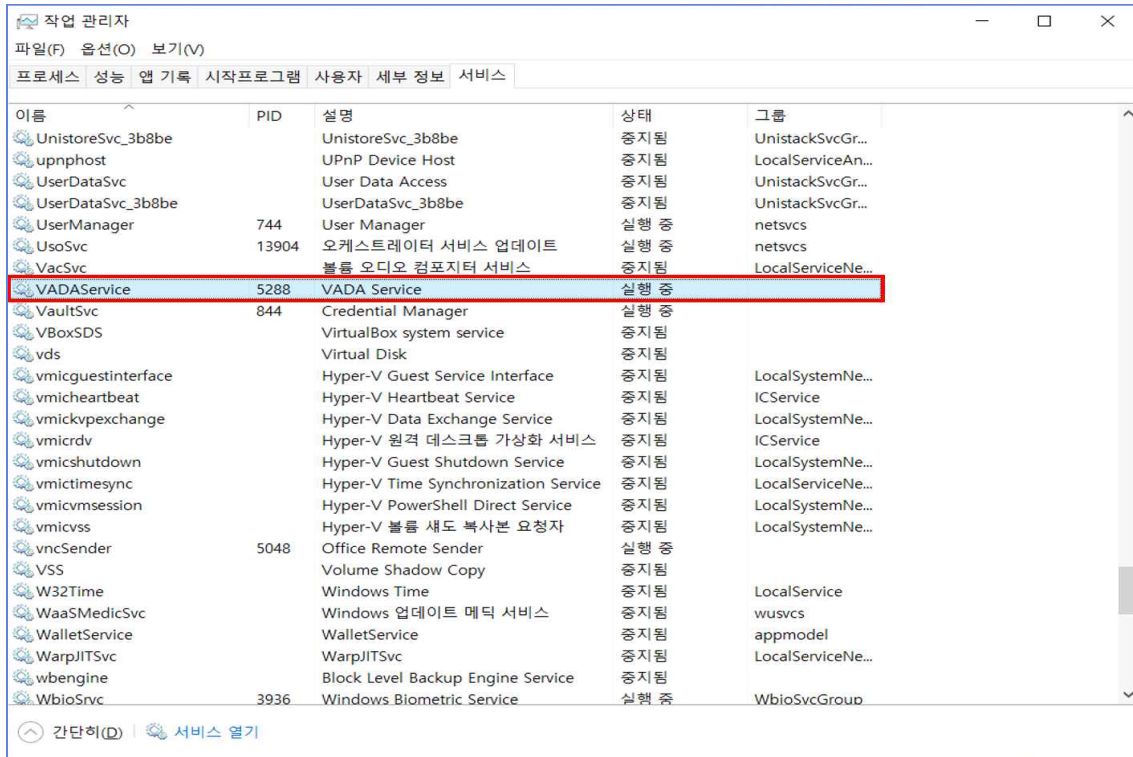 작업 관리자
파일(F) 옵션(O) 보기(V)
프로세스 성능 앱 기록 시작프로그램 사용자 세부 정보 서비스
이름 PID 설명 상태 그룹
UnistoreSvc_3b8be UnistoreSvc_3b8be 중지됨 UnistackSvcGr...
upnphost UPnP Device Host 중지됨 LocalServiceAn...
UserDataSvc User Data Access 중지됨 UnistackSvcGr...
UserDataSvc_3b8be UserDataSvc_3b8be 중지됨 UnistackSvcGr...
UserManager 744 User Manager 실행 중 netsvcs
UsoSvc 13904 오케스트레이터 서비스 업데이트 실행 중 netsvcs
VacSvc 볼륨 오디오 컴포지터 서비스 중지됨 LocalServiceNe...
VADAService 5288 VADA Service 실행 중
VaultSvc 844 Credential Manager 실행 중
VBoxSDS VirtualBox system service 중지됨
vds Virtual Disk 중지됨
vmicguestinterface Hyper-V Guest Service Interface 중지됨 LocalSystemNe...
vmicheartbeat Hyper-V Heartbeat Service 중지됨 ICService
vmickvpexchange Hyper-V Data Exchange Service 중지됨 LocalSystemNe...
vmicrdv Hyper-V 원격 데스크톱 가상화 서비스 중지됨 ICService
vmicshutdown Hyper-V Guest Shutdown Service 중지됨 LocalSystemNe...
vmictimesync Hyper-V Time Synchronization Service 중지됨 LocalServiceNe...
vmicvmsession Hyper-V PowerShell Direct Service 중지됨 LocalSystemNe...
vmicvss Hyper-V 볼륨 섀도 복사본 요청자 중지됨 LocalSystemNe...
vncSender 5048 Office Remote Sender 실행 중
VSS Volume Shadow Copy 중지됨
W32Time Windows Time 중지됨 LocalService
WaaSMedicSvc Windows 업데이트 메딕 서비스 중지됨 wusvcs
WalletService WalletService 중지됨 appmodel
WarpJITSvc WarpJITSvc 중지됨 LocalServiceNe...
wbengine Block Level Backup Engine Service 중지됨
WbioSrvc 3936 Windows Biometric Service 실행 중 WbioSvcGroup
간단히(D) 서비스 열기